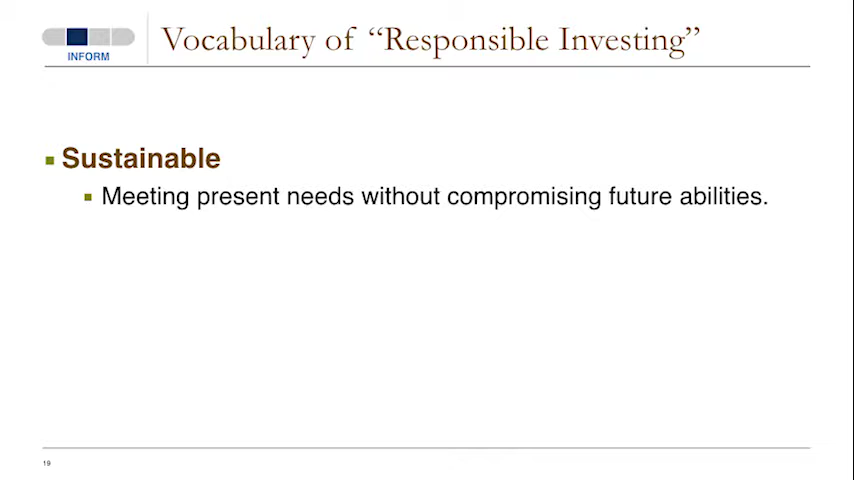 INFORM
Vocabulary of “Responsible Investing”
Sustainable
Meeting present needs without compromising future abilities.
19